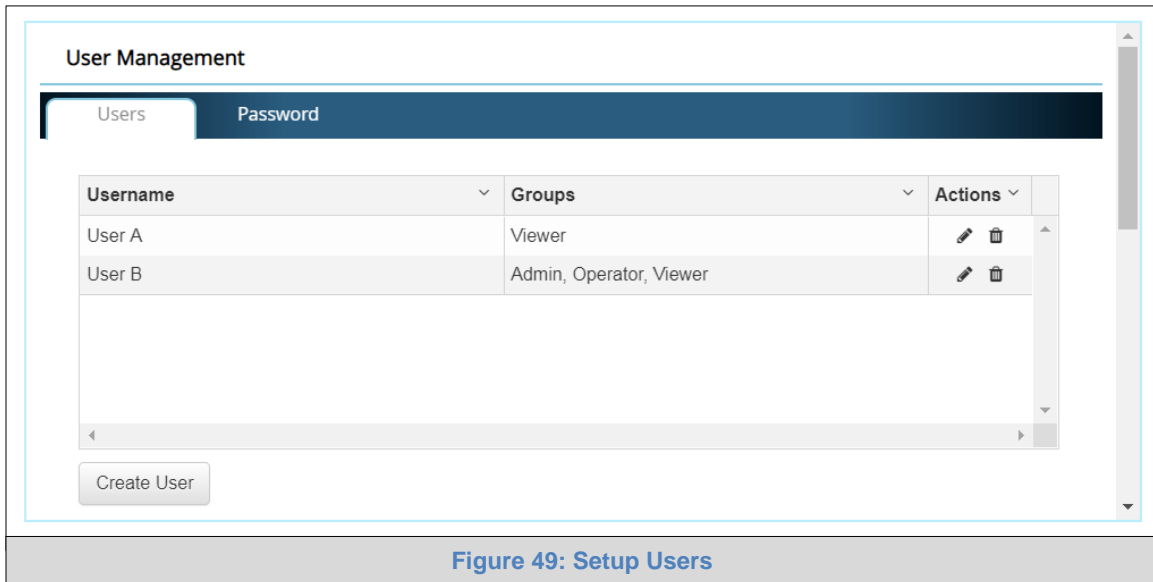 User Management
Users Password
Username Groups Actions
User A Viewer
User B Admin, Operator, Viewer
Create User
Figure 49: Setup Users